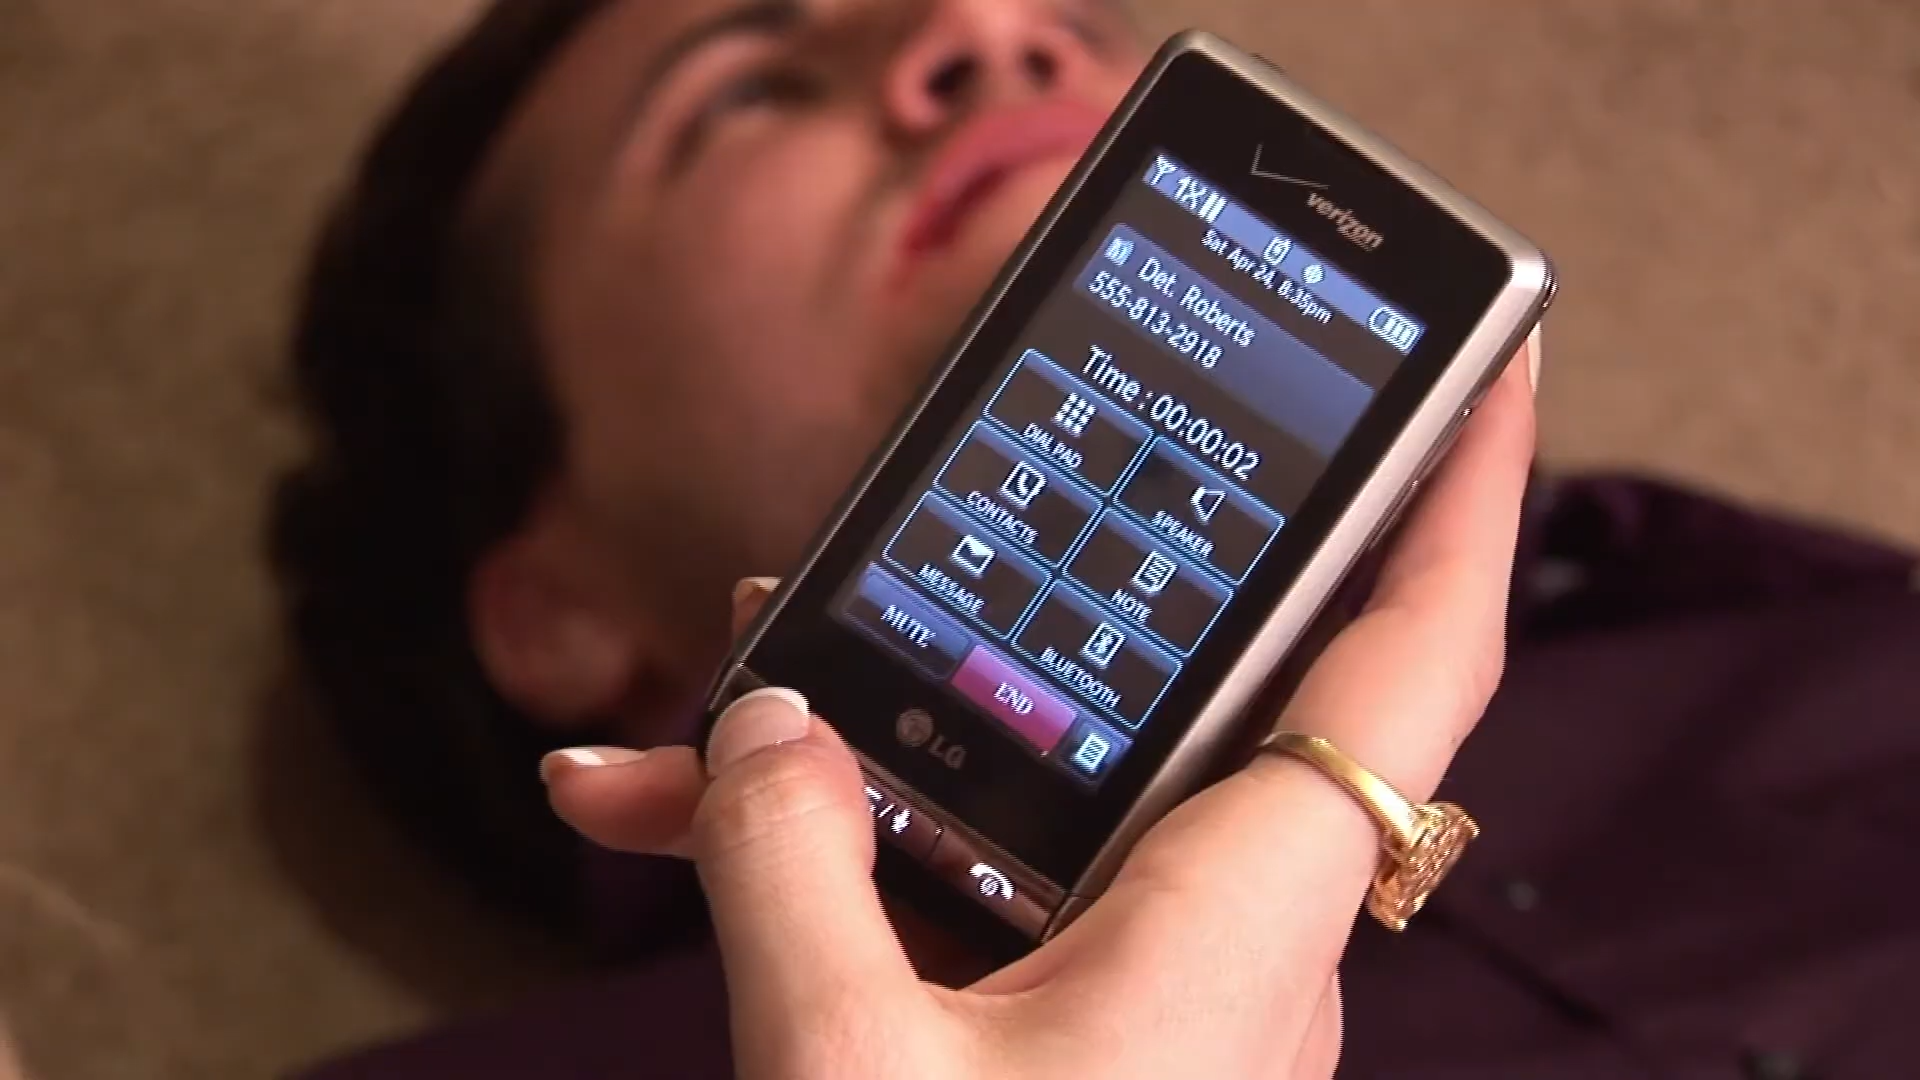 verizon
1X
Sat Apr 24, 8:35pm
Det. Roberts
555-813-2918
Time : 00:00:02
DIAL PAD
SPEAKER
CONTACTS
NOTE
MESSAGE
BLUETOOTH
MUTE
END
LG